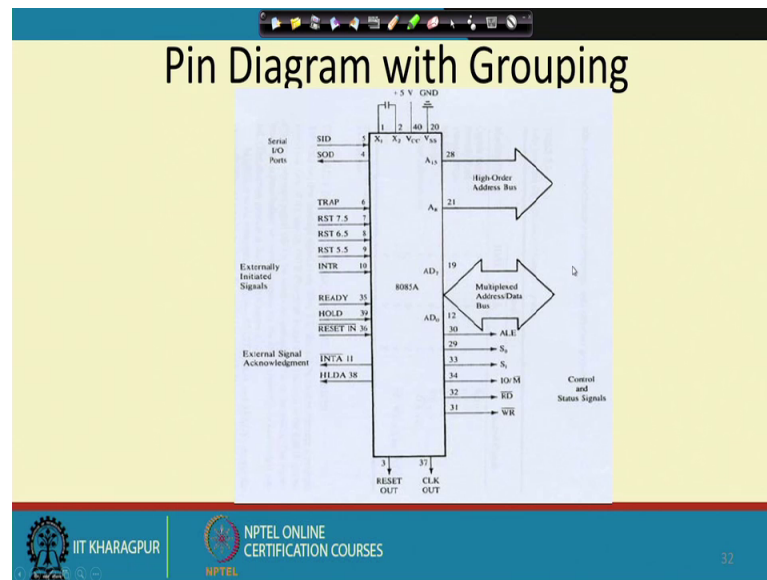 Pin Diagram with Grouping
+5 V GND
1 2 40 20
X₁ X₂ Vcc Vss
Serial
I/O
Ports
SID 5
SOD 4
A₁₅ 28
High-Order
Address Bus
A₈ 21
TRAP 6
RST 7.5 7
RST 6.5 8
RST 5.5 9
INTR 10
Externally
Initiated
Signals
AD₇ 19
8085A
Multiplexed
Address/Data
Bus
AD₀ 12
READY 35
HOLD 39
RESET IN 36
30 ALE
29 S₀
33 S₁
34 IO/M̅
32 R̅D̅
31 W̅R̅
External Signal
Acknowledgment
INTA 11
HLDA 38
Control
and
Status Signals
3 37
RESET
OUT
CLK
OUT
IIT KHARAGPUR
NPTEL
NPTEL ONLINE
CERTIFICATION COURSES
32